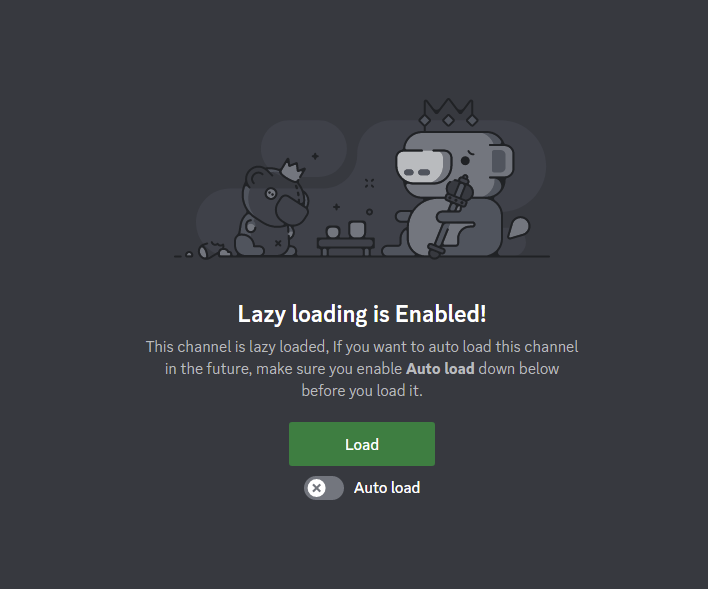 Lazy loading is Enabled!
This channel is lazy loaded, If you want to auto load this channel
in the future, make sure you enable Auto load down below
before you load it.
Load
Auto load